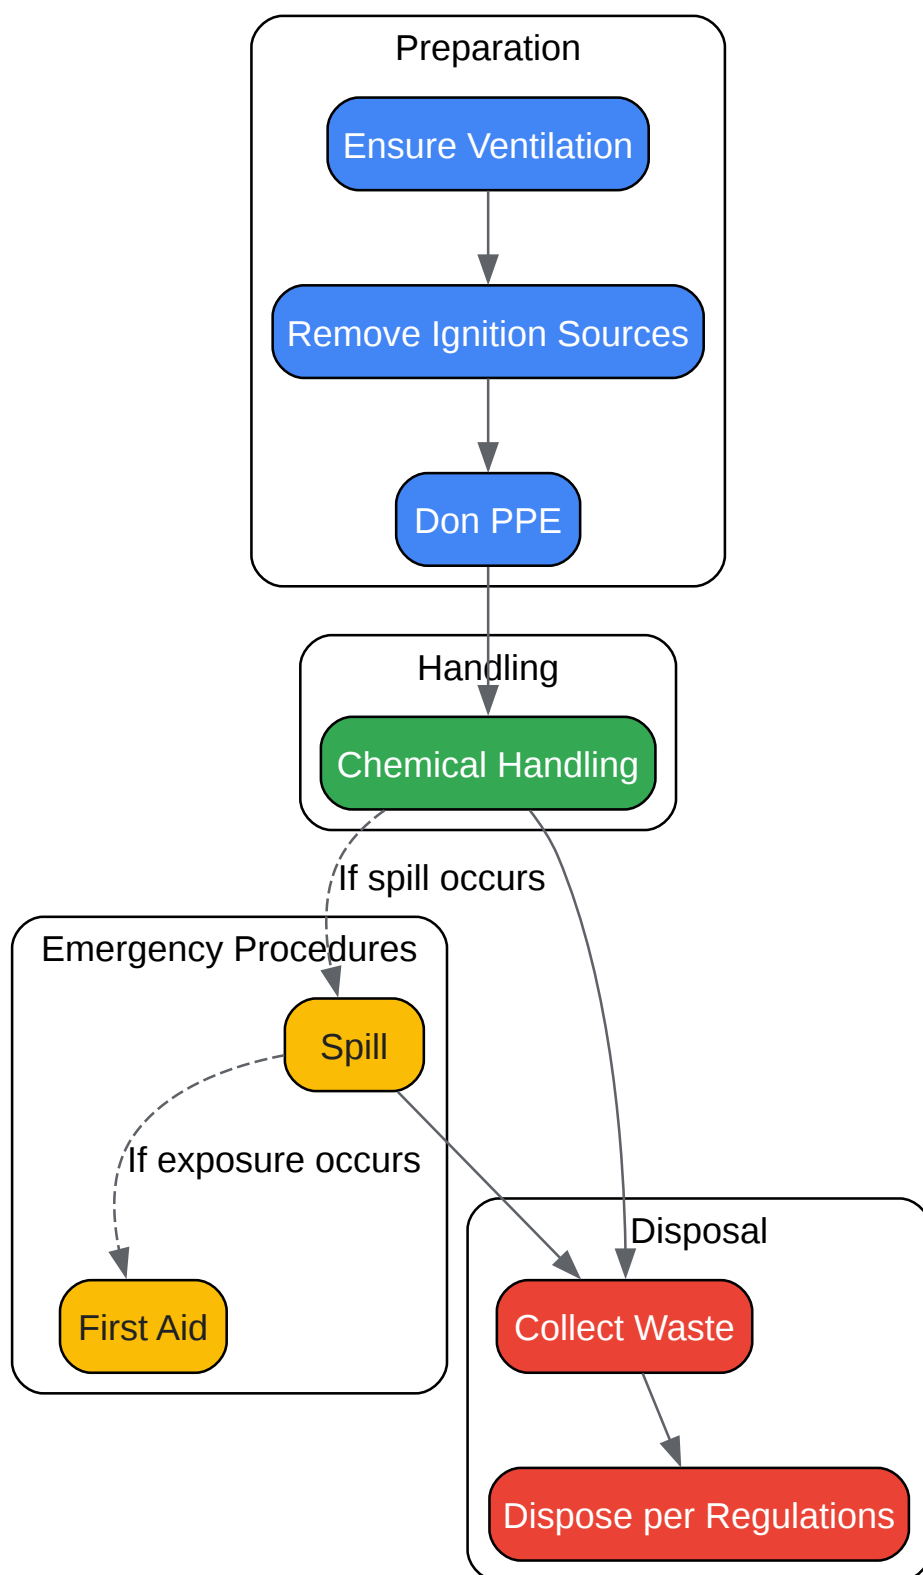 Preparation
Ensure Ventilation
Remove Ignition Sources
Don PPE
Handling
Chemical Handling
If spill occurs
Emergency Procedures
Spill
If exposure occurs
First Aid
Disposal
Collect Waste
Dispose per Regulations